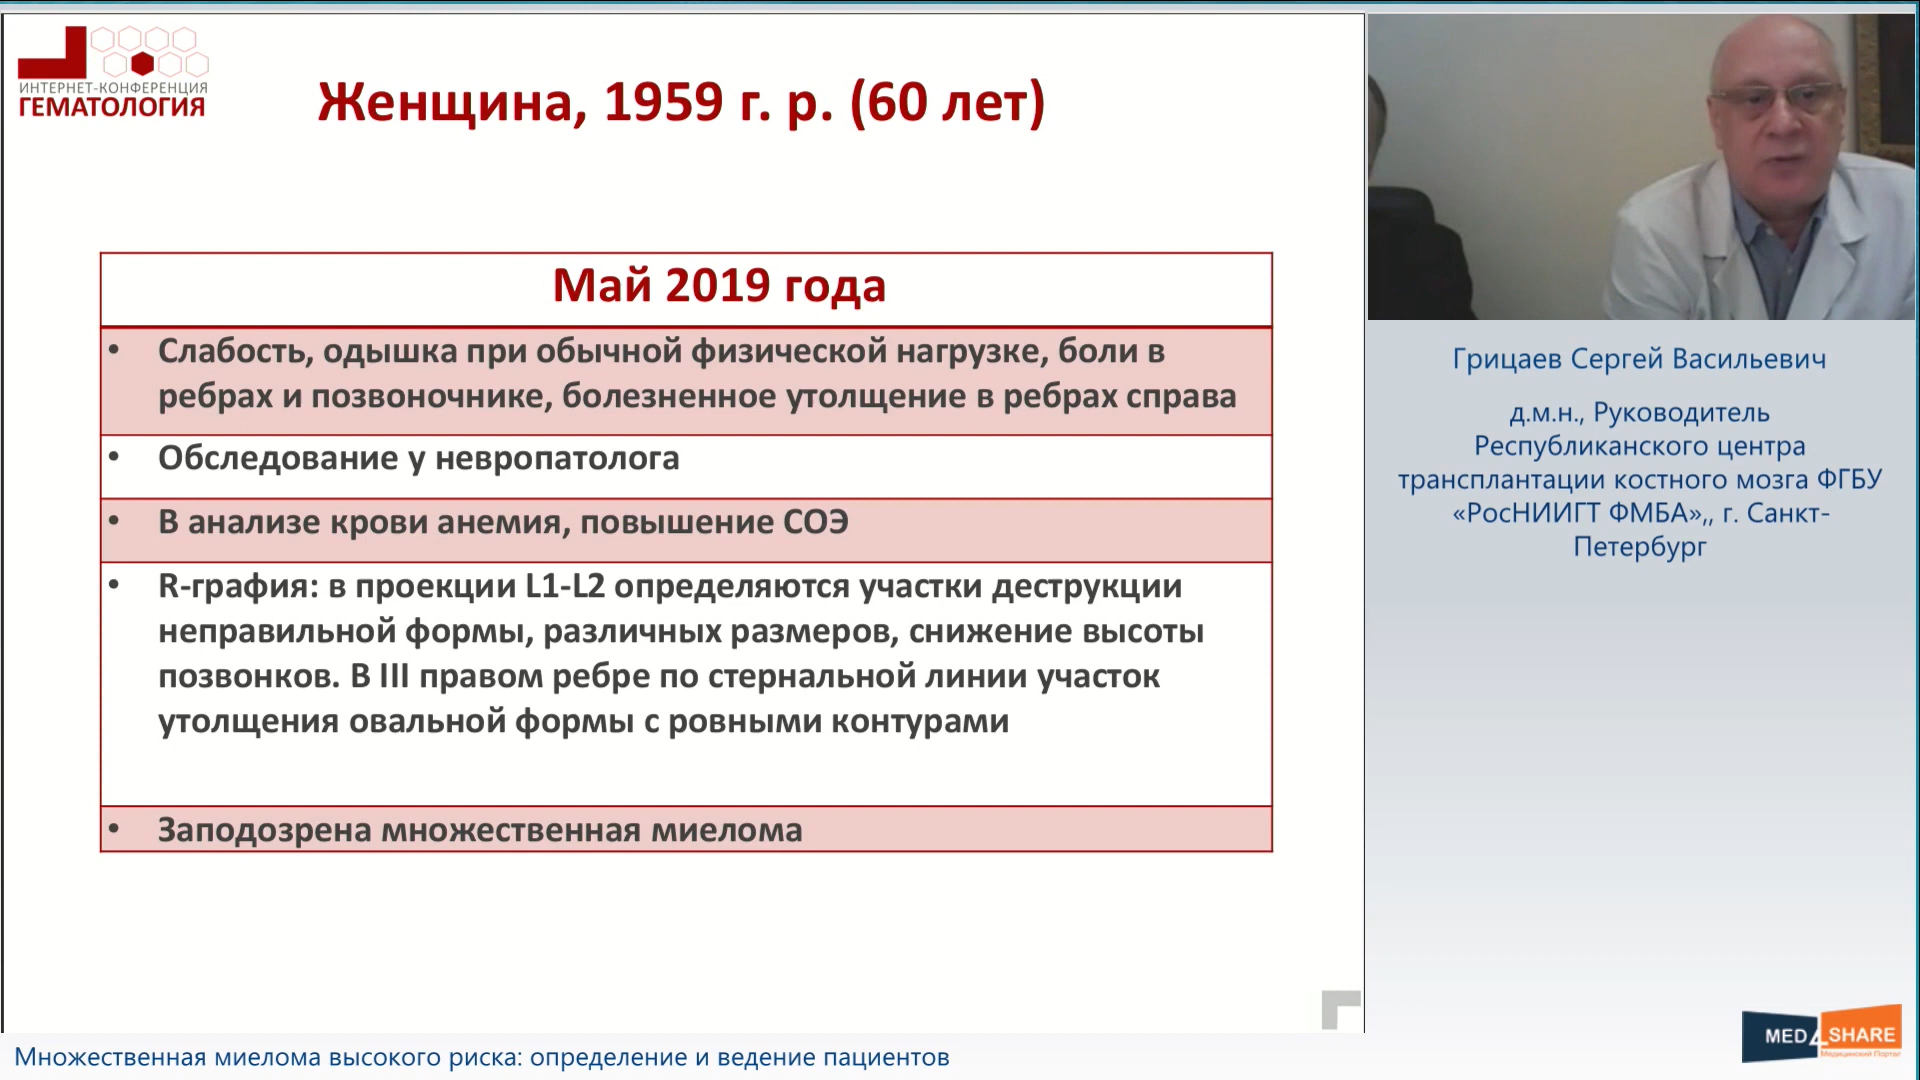 ИНТЕРНЕТ-КОНФЕРЕНЦИЯ
ГЕМАТОЛОГИЯ
Женщина, 1959 г. р. (60 лет)
Май 2019 года
• Слабость, одышка при обычной физической нагрузке, боли в
ребрах и позвоночнике, болезненное утолщение в ребрах справа
• Обследование у невропатолога
• В анализе крови анемия, повышение СОЭ
• R-графия: в проекции L1-L2 определяются участки деструкции
неправильной формы, различных размеров, снижение высоты
позвонков. В III правом ребре по стернальной линии участок
утолщения овальной формы с ровными контурами
• Заподозрена множественная миелома
Грицаев Сергей Васильевич
д.м.н., Руководитель
Республиканского центра
трансплантации костного мозга ФГБУ
«РосНИИГТ ФМБА»,, г. Санкт-
Петербург
MED4SHARE
Медицинский Портал
Множественная миелома высокого риска: определение и ведение пациентов